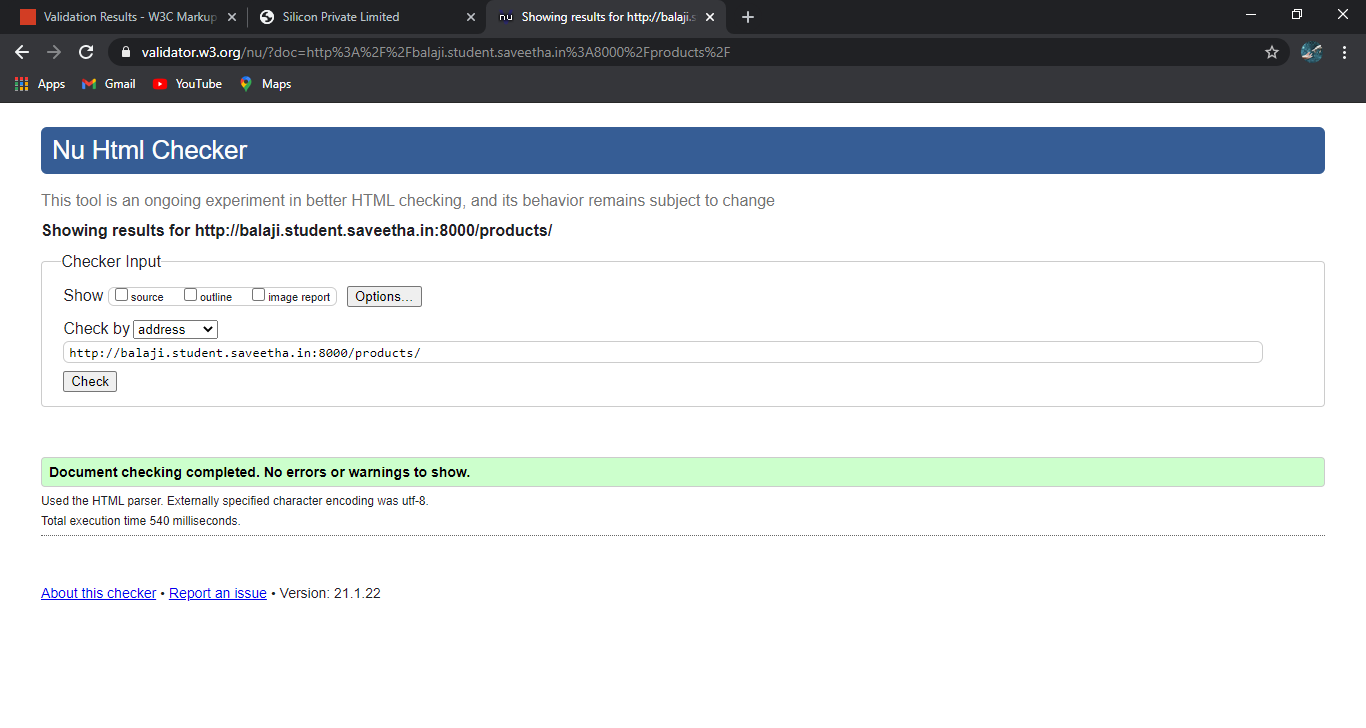 Validation Results - W3C Markup
Silicon Private Limited
nu Showing results for http://balaji.s
validator.w3.org/nu/?doc=http%3A%2F%2Fbalaji.student.saveetha.in%3A8000%2Fproducts%2F
Apps Gmail YouTube Maps
Nu Html Checker
This tool is an ongoing experiment in better HTML checking, and its behavior remains subject to change
Showing results for http://balaji.student.saveetha.in:8000/products/
Checker Input
Show source outline image report Options...
Check by address
http://balaji.student.saveetha.in:8000/products/
Check
Document checking completed. No errors or warnings to show.
Used the HTML parser. Externally specified character encoding was utf-8.
Total execution time 540 milliseconds.
About this checker • Report an issue • Version: 21.1.22